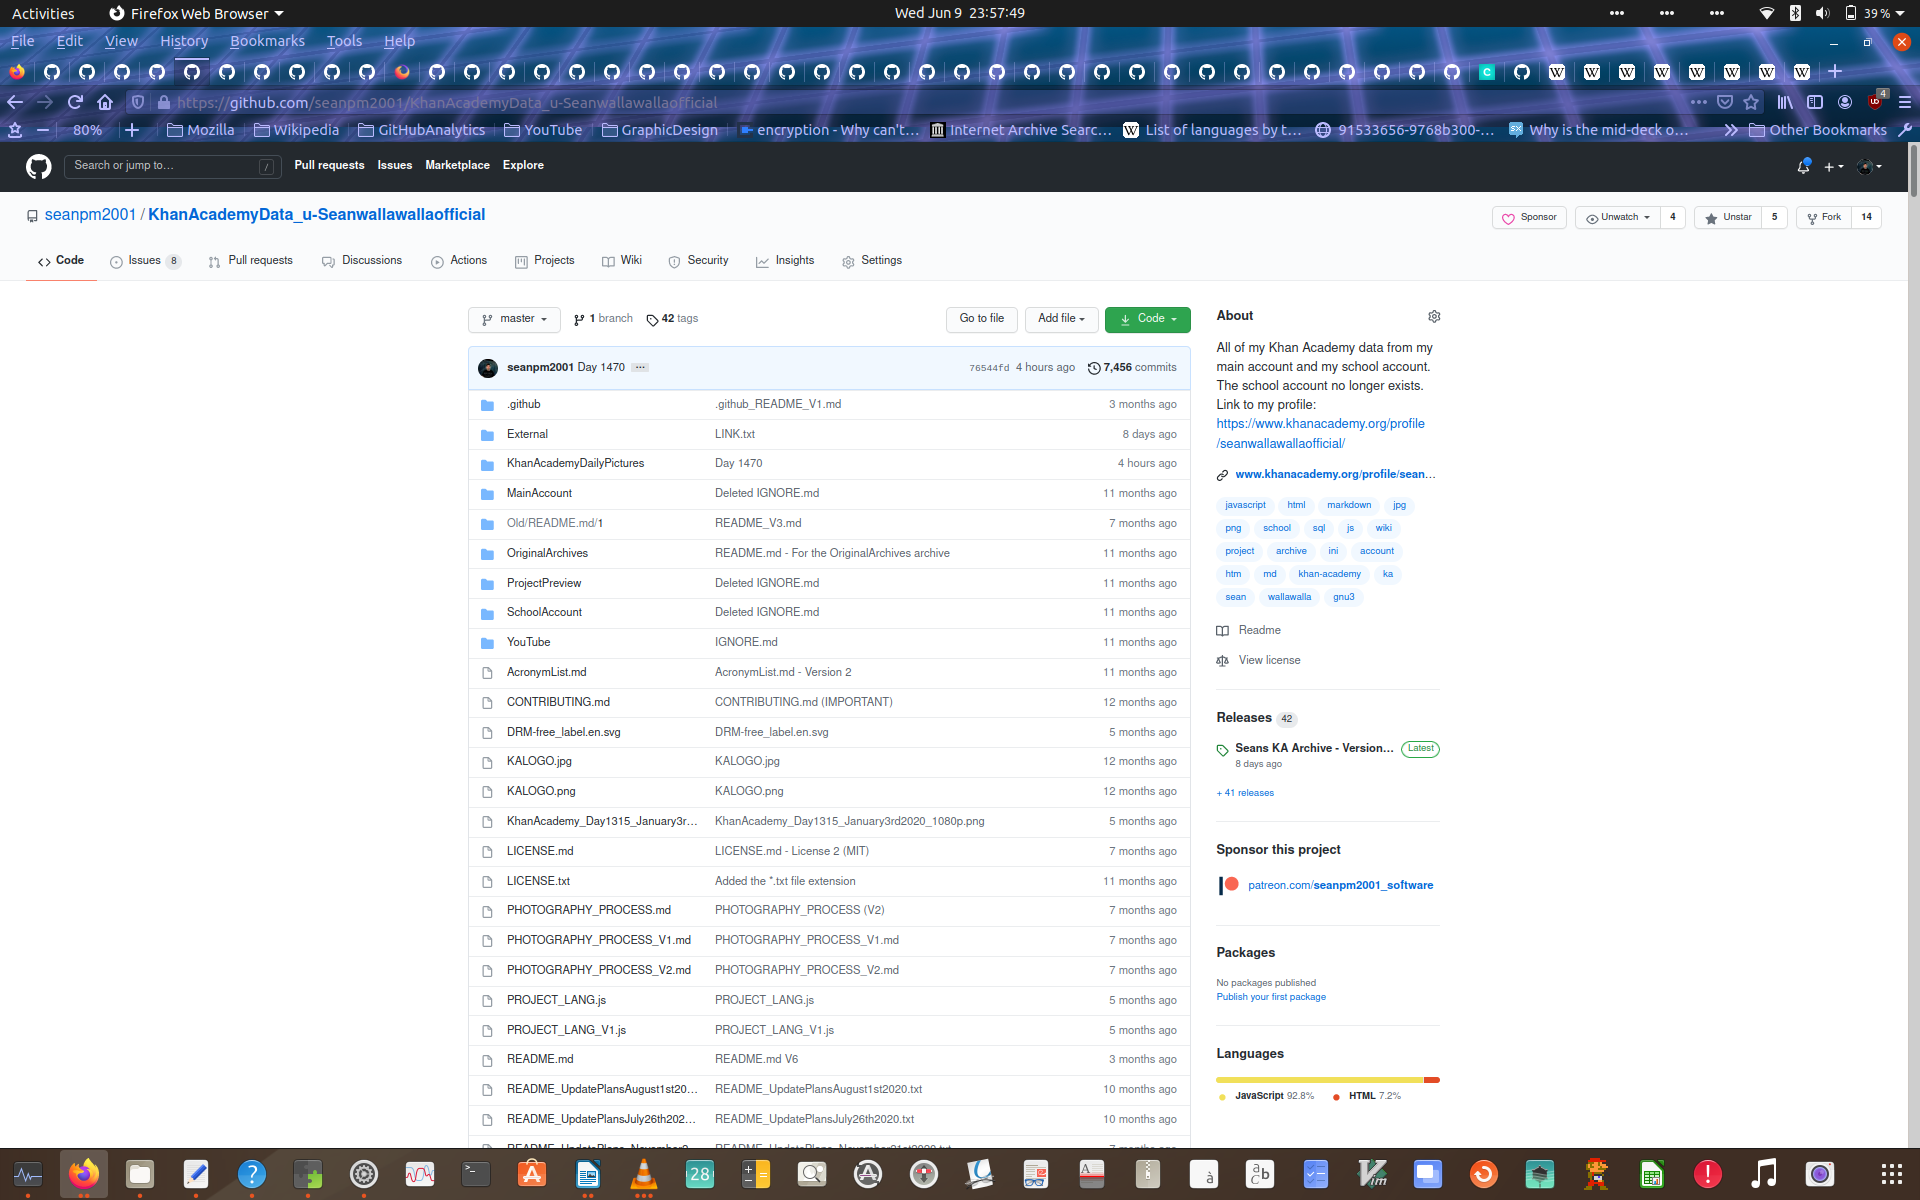 Activities Firefox Web Browser Wed Jun 9 23:57:49 39 %
File Edit View History Bookmarks Tools Help
https://github.com/seanpm2001/KhanAcademyData_u-Seanwallawallaofficial 4
80% Mozilla Wikipedia GitHubAnalytics YouTube GraphicDesign encryption - Why can't… Internet Archive Searc… List of languages by t… 91533656-9768b300-… Why is the mid-deck o… Other Bookmarks
Search or jump to… / Pull requests Issues Marketplace Explore
seanpm2001 / KhanAcademyData_u-Seanwallawallaofficial Sponsor Unwatch 4 Unstar 5 Fork 14
Code Issues 8 Pull requests Discussions Actions Projects Wiki Security Insights Settings
master 1 branch 42 tags Go to file Add file Code
seanpm2001 Day 1470 ... 76544fd 4 hours ago 7,456 commits
.github .github_README_V1.md 3 months ago
External LINK.txt 8 days ago
KhanAcademyDailyPictures Day 1470 4 hours ago
MainAccount Deleted IGNORE.md 11 months ago
Old/README.md/1 README_V3.md 7 months ago
OriginalArchives README.md - For the OriginalArchives archive 11 months ago
ProjectPreview Deleted IGNORE.md 11 months ago
SchoolAccount Deleted IGNORE.md 11 months ago
YouTube IGNORE.md 11 months ago
AcronymList.md AcronymList.md - Version 2 11 months ago
CONTRIBUTING.md CONTRIBUTING.md (IMPORTANT) 12 months ago
DRM-free_label.en.svg DRM-free_label.en.svg 5 months ago
KALOGO.jpg KALOGO.jpg 12 months ago
KALOGO.png KALOGO.png 12 months ago
KhanAcademy_Day1315_January3r… KhanAcademy_Day1315_January3rd2020_1080p.png 5 months ago
LICENSE.md LICENSE.md - License 2 (MIT) 7 months ago
LICENSE.txt Added the *.txt file extension 11 months ago
PHOTOGRAPHY_PROCESS.md PHOTOGRAPHY_PROCESS (V2) 7 months ago
PHOTOGRAPHY_PROCESS_V1.md PHOTOGRAPHY_PROCESS_V1.md 7 months ago
PHOTOGRAPHY_PROCESS_V2.md PHOTOGRAPHY_PROCESS_V2.md 7 months ago
PROJECT_LANG.js PROJECT_LANG.js 5 months ago
PROJECT_LANG_V1.js PROJECT_LANG_V1.js 5 months ago
README.md README.md V6 3 months ago
README_UpdatePlansAugust1st20… README_UpdatePlansAugust1st2020.txt 10 months ago
README_UpdatePlansJuly26th202… README_UpdatePlansJuly26th2020.txt 10 months ago
About
All of my Khan Academy data from my
main account and my school account.
The school account no longer exists.
Link to my profile:
https://www.khanacademy.org/profile
/seanwallawallaofficial/
www.khanacademy.org/profile/sean…
javascript html markdown jpg
png school sql js wiki
project archive ini account
htm md khan-academy ka
sean wallawalla gnu3
Readme
View license
Releases 42
Seans KA Archive - Version… Latest
8 days ago
+ 41 releases
Sponsor this project
patreon.com/seanpm2001_software
Packages
No packages published
Publish your first package
Languages
JavaScript 92.8% HTML 7.2%
28